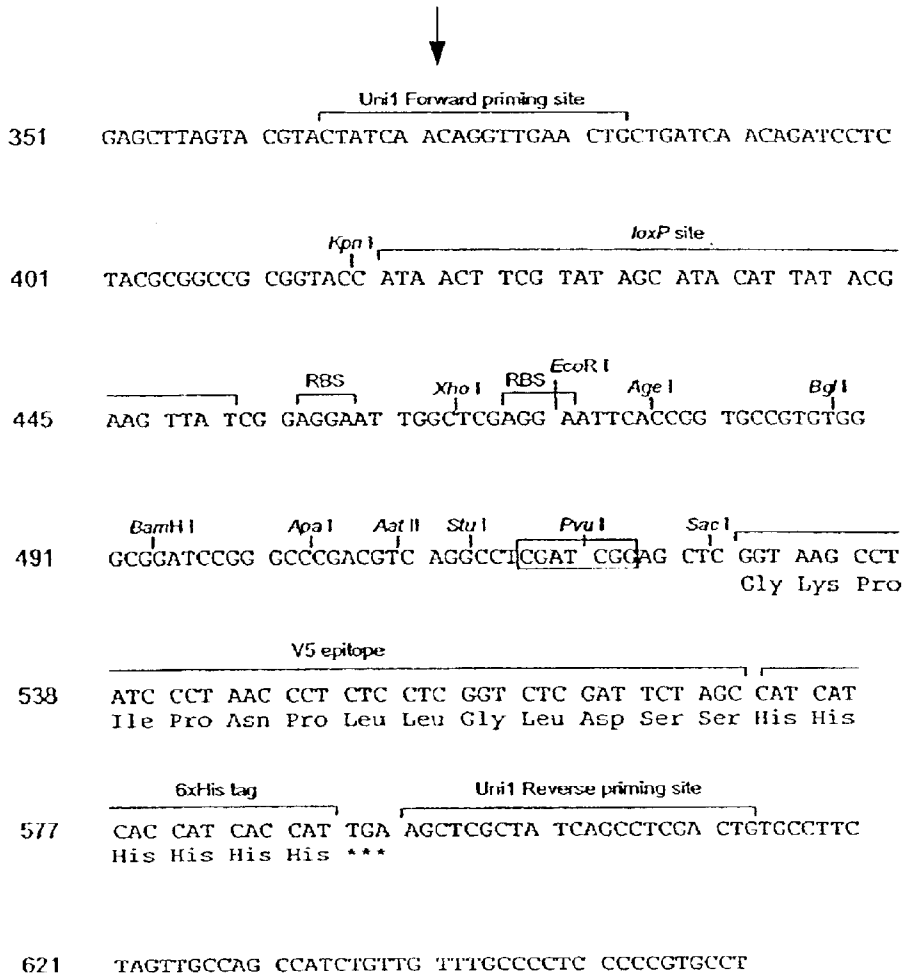 Uni1 Forward priming site
351 GAGCTTAGTA CGTACTATCA ACAGGTTGAA CTGCTGATCA ACAGATCCTC
Kpn I loxP site
401 TACGCGGCCG CGGTACC ATA ACT TCG TAT AGC ATA CAT TAT ACG
RBS Xho I RBS EcoR I Age I Bgl I
445 AAG TTA TCG GAGGAAT TGGCTCGAGG AATTCACCGG TGCCGTGTGG
BamH I Apa I Aat II Stu I Pvu I Sac I
491 GCGGATCCGG GCCCGACGTC AGGCCTCGAT CGGAG CTC GGT AAG CCT
Gly Lys Pro
V5 epitope
538 ATC CCT AAC CCT CTC CTC GGT CTC GAT TCT AGC CAT CAT
Ile Pro Asn Pro Leu Leu Gly Leu Asp Ser Ser His His
6xHis tag Uni1 Reverse priming site
577 CAC CAT CAC CAT TGA AGCTCGCTA TCAGCCTCGA CTGTGCCTTC
His His His His ***
621 TAGTTGCCAG CCATCTGTTG TTTGCCCCTC CCCCGTGCCT